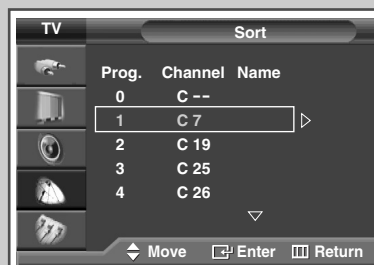 TV Sort
Prog. Channel Name
0 C --
1 C 7
2 C 19
3 C 25
4 C 26
Move Enter Return